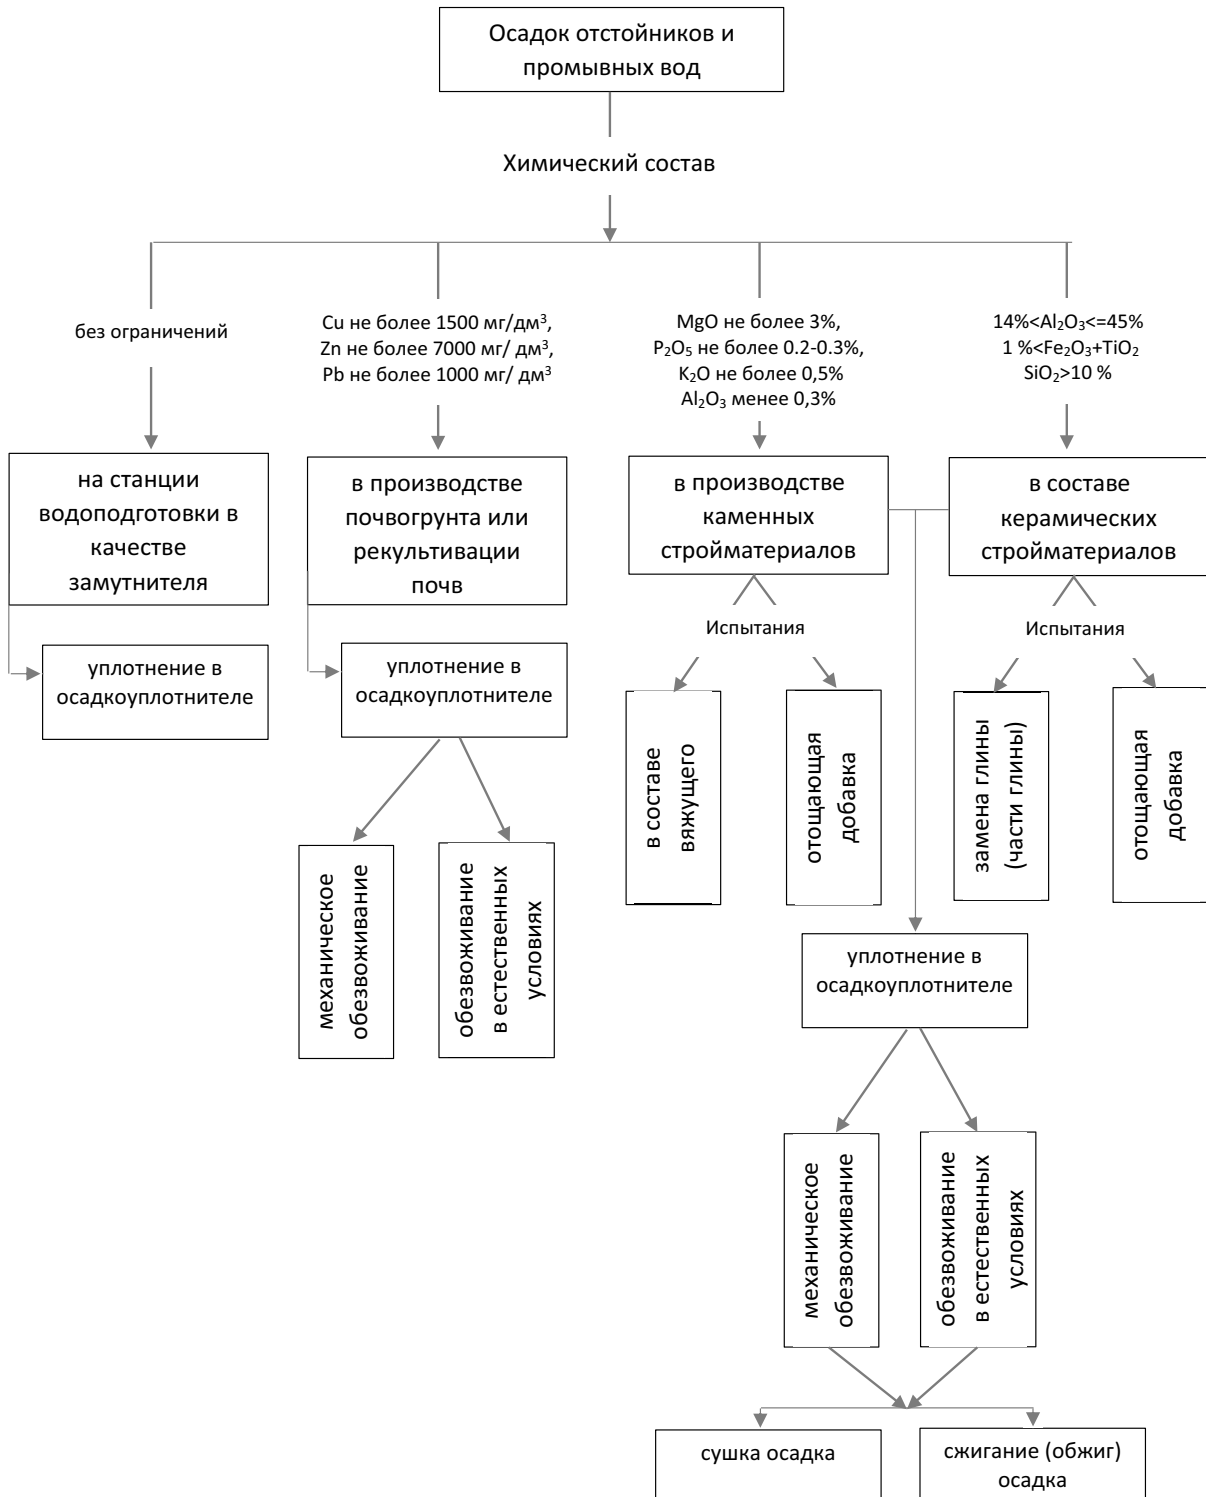 Осадок отстойников и
промывных вод
Химический состав
без ограничений
Cu не более 1500 мг/дм³,
Zn не более 7000 мг/ дм³,
Pb не более 1000 мг/ дм³
MgO не более 3%,
P₂O₅ не более 0.2-0.3%,
K₂O не более 0,5%
Al₂O₃ менее 0,3%
14%<Al₂O₃<=45%
1 %<Fe₂O₃+TiO₂
SiO₂>10 %
на станции
водоподготовки в
качестве
замутнителя
в производстве
почвогрунта или
рекультивации
почв
в производстве
каменных
стройматериалов
в составе
керамических
стройматериалов
уплотнение в
осадкоуплотнителе
уплотнение в
осадкоуплотнителе
Испытания
Испытания
в составе
вяжущего
отощающая
добавка
замена глины
(части глины)
отощающая
добавка
механическое
обезвоживание
обезвоживание
в естественных
условиях
уплотнение в
осадкоуплотнителе
механическое
обезвоживание
обезвоживание
в естественных
условиях
сушка осадка
сжигание (обжиг)
осадка